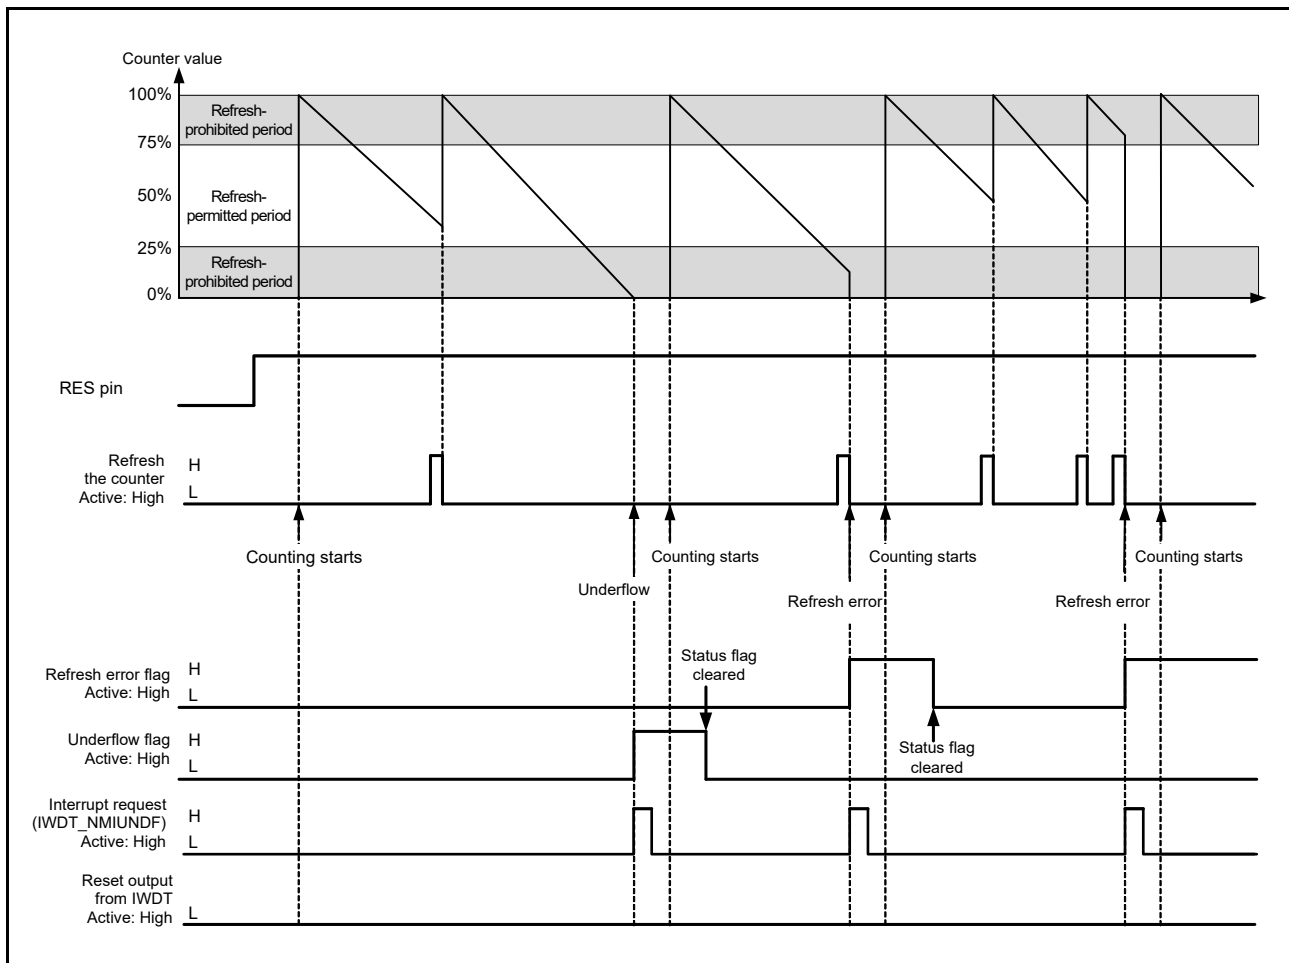 Counter value
100%
Refresh-
prohibited period
75%
50%
Refresh-
permitted period
25%
Refresh-
prohibited period
0%
RES pin
Refresh
the counter
Active: High
H
L
Counting starts
Counting starts
Counting starts
Counting starts
Underflow
Refresh error
Refresh error
Refresh error flag
Active: High
H
L
Status flag
cleared
Underflow flag
Active: High
H
L
Status flag
cleared
Interrupt request
(IWDT_NMIUNDF)
Active: High
H
L
Reset output
from IWDT
Active: High
L